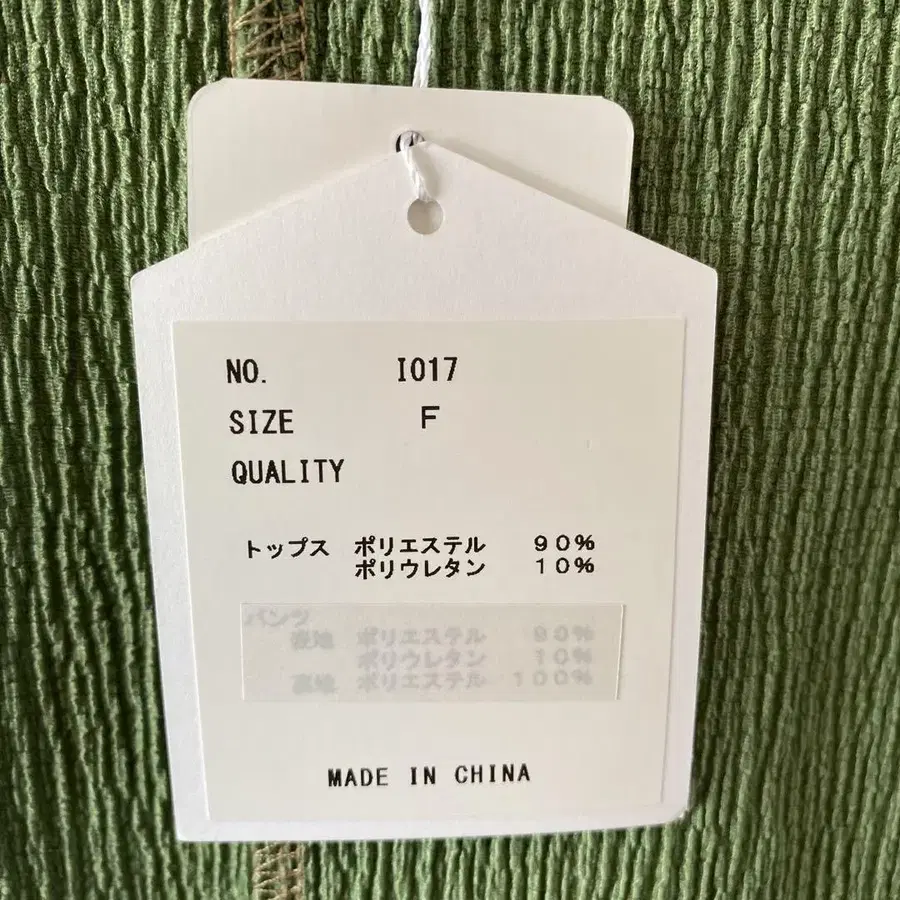 NO. I017
SIZE F
QUALITY
トップス ポリエステル 90%
ポリウレタン 10%
パンツ
表地 ポリエステル 90%
ポリウレタン 10%
裏地 ポリエステル 100%
MADE IN CHINA